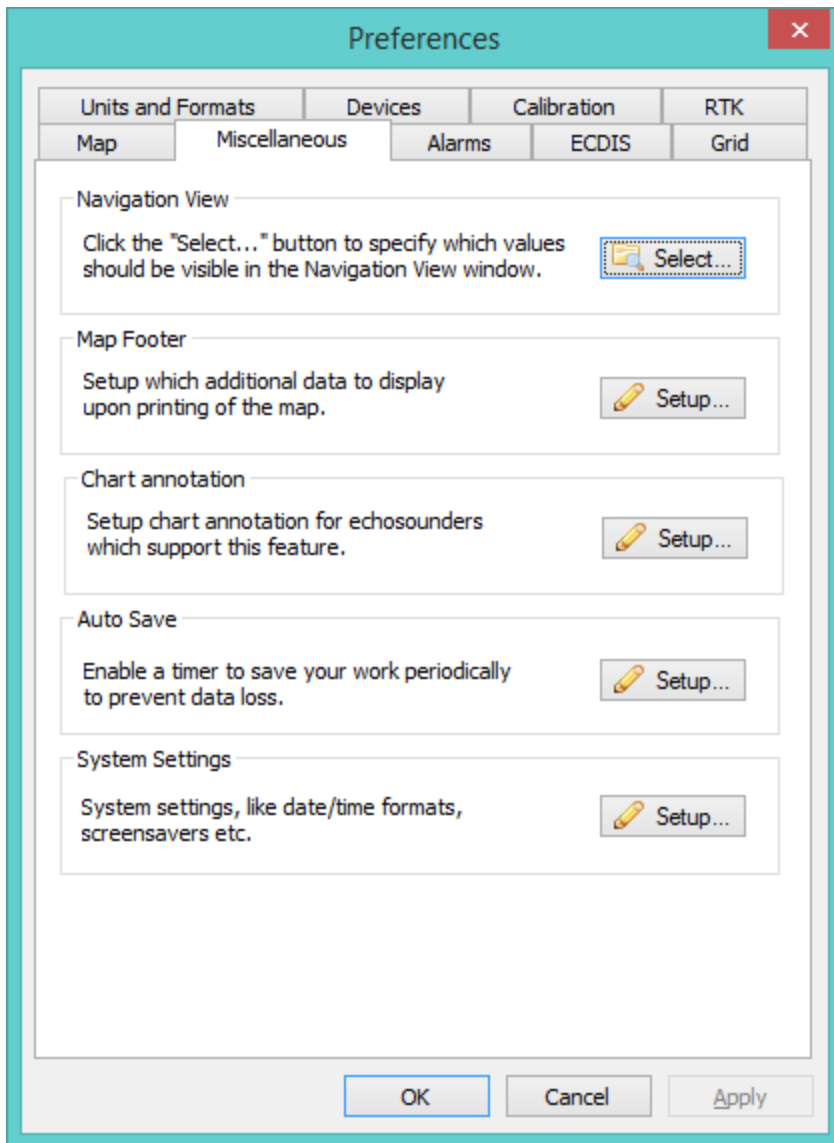 Preferences
Units and Formats
Devices
Calibration
RTK
Map
Miscellaneous
Alarms
ECDIS
Grid
Navigation View
Click the "Select..." button to specify which values
should be visible in the Navigation View window.
Select...
Map Footer
Setup which additional data to display
upon printing of the map.
Setup...
Chart annotation
Setup chart annotation for echosounders
which support this feature.
Setup...
Auto Save
Enable a timer to save your work periodically
to prevent data loss.
Setup...
System Settings
System settings, like date/time formats,
screensavers etc.
Setup...
OK
Cancel
Apply